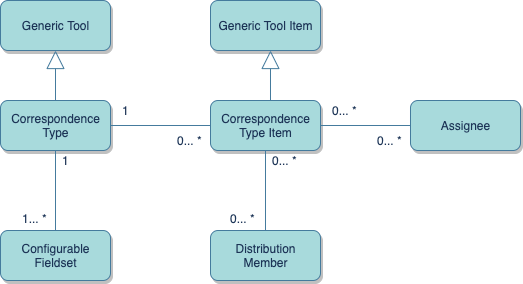 Generic Tool
Generic Tool Item
Correspondence
Type
1
0... *
Correspondence
Type Item
0... *
0... *
Assignee
1
1... *
0... *
0... *
Configurable
Fieldset
Distribution
Member